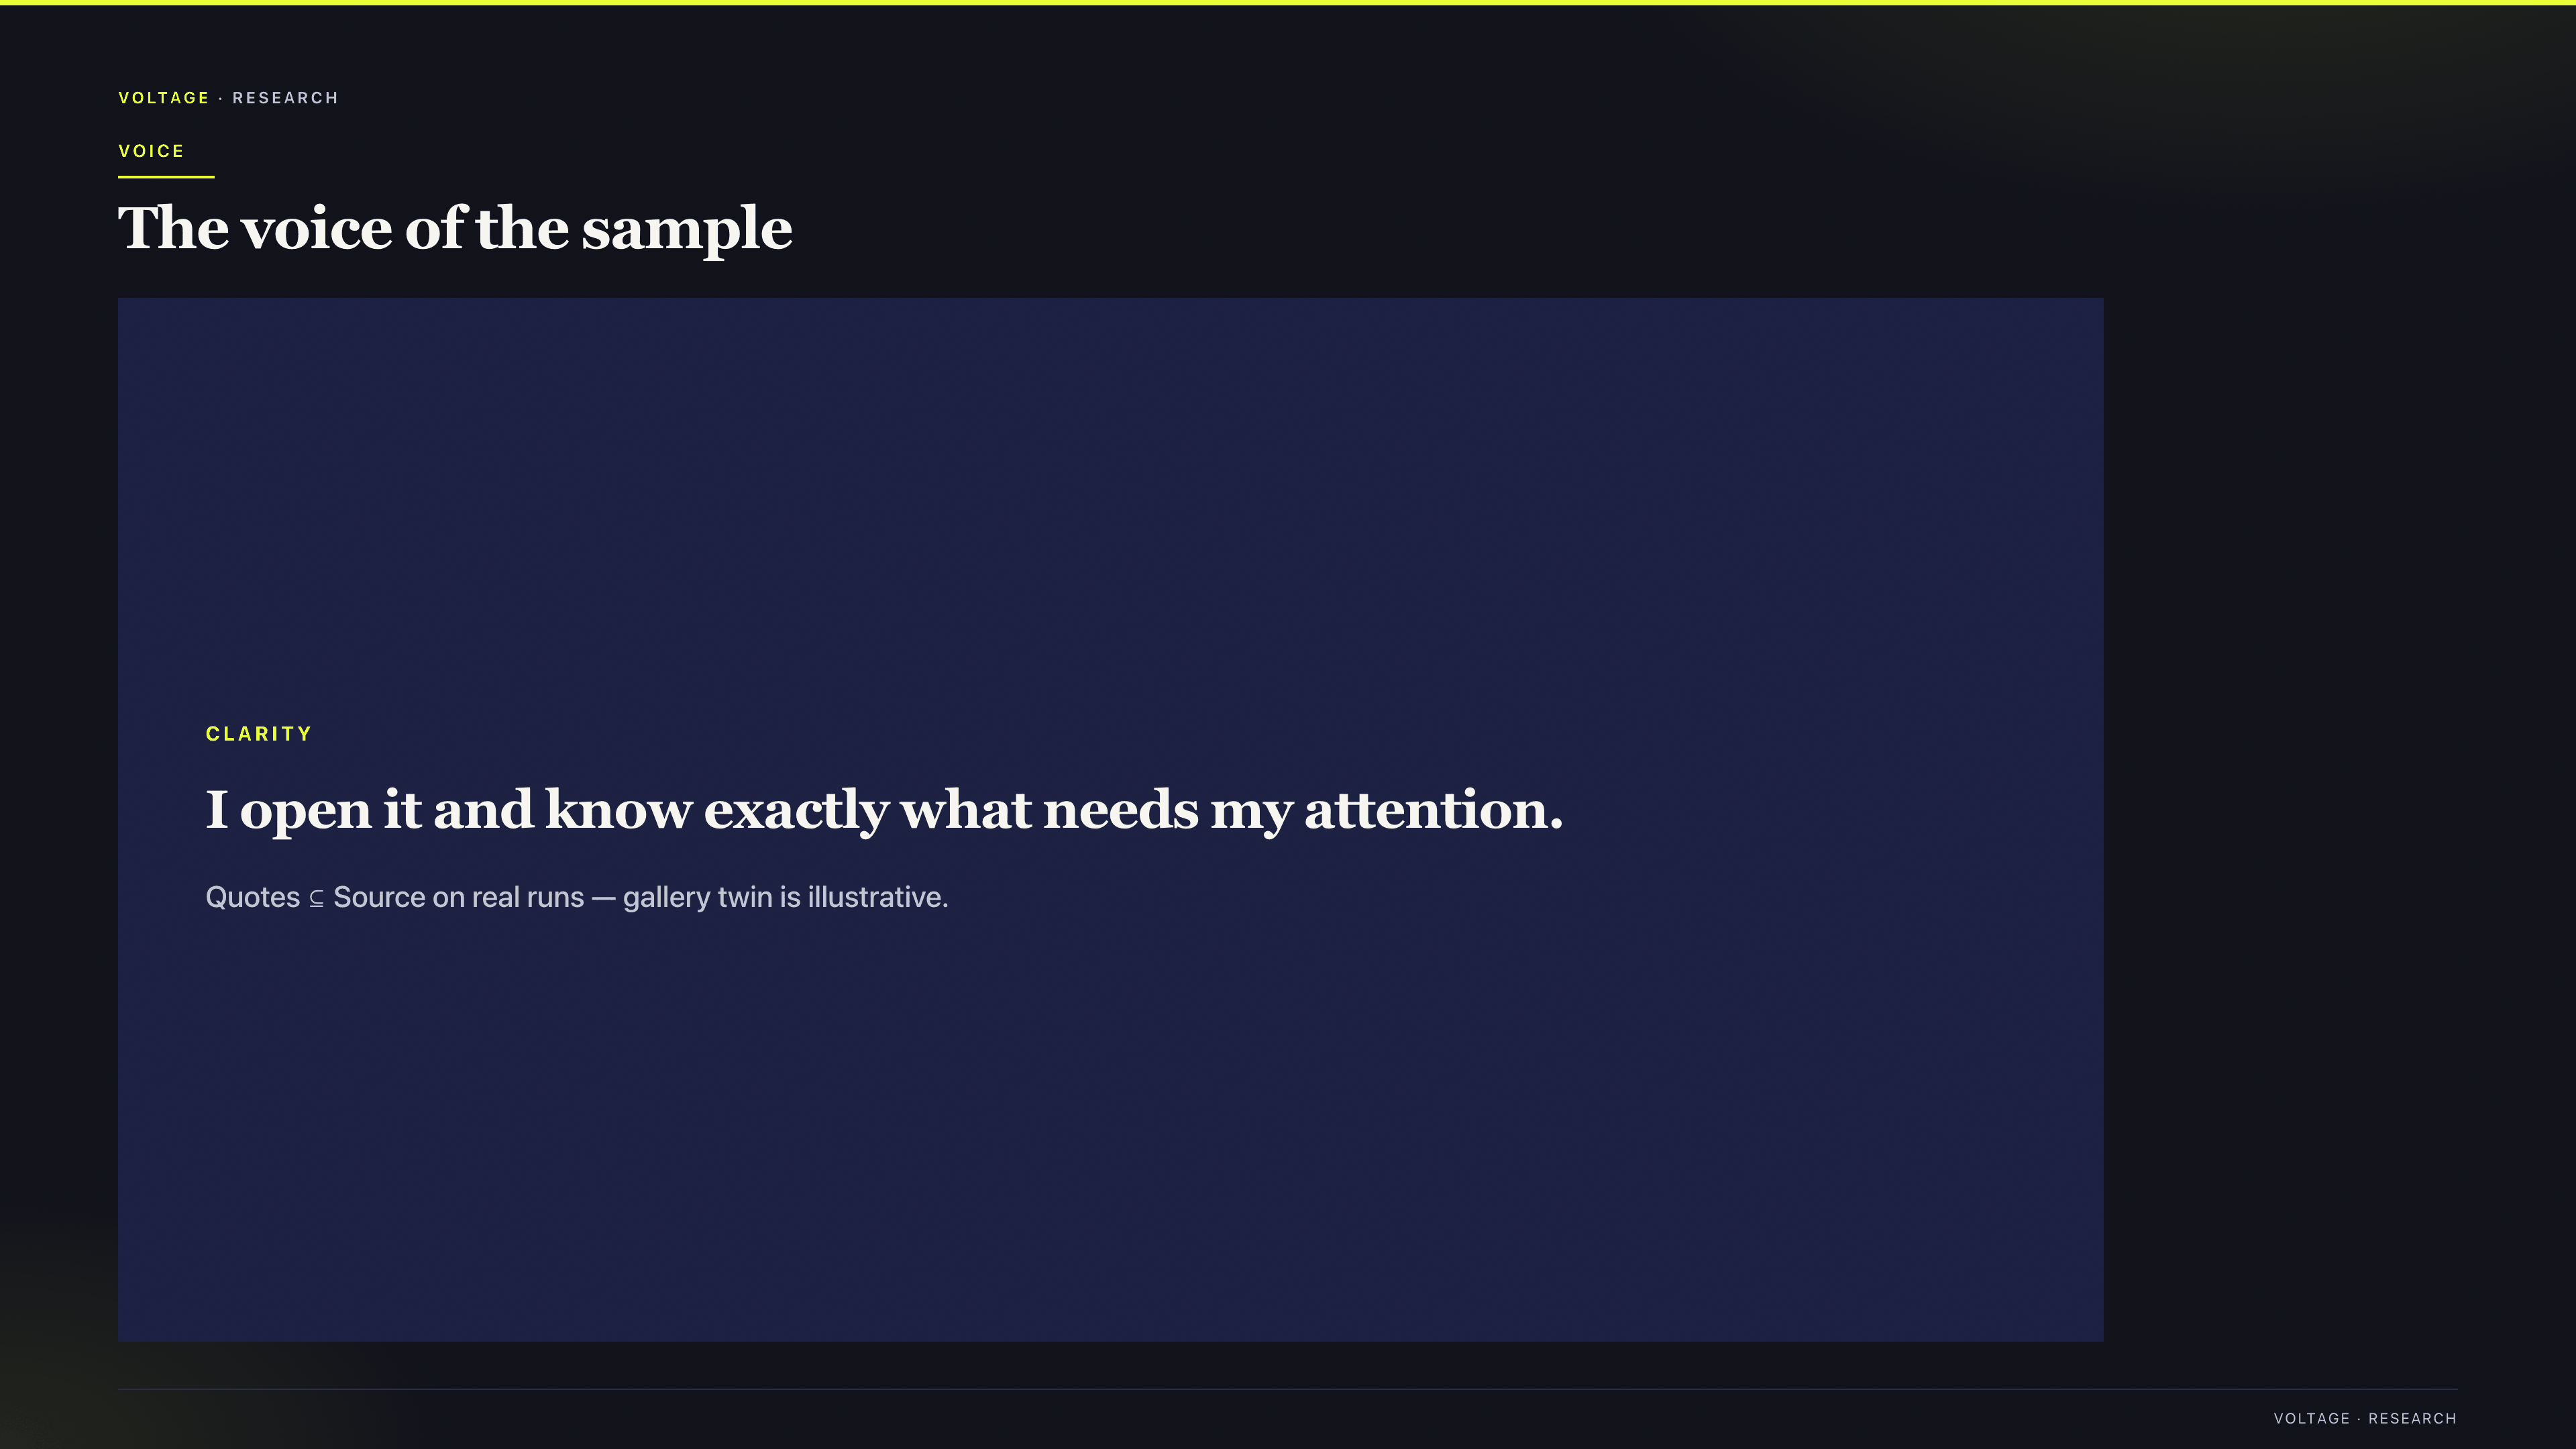 VOLTAGE · RESEARCH
VOICE
The voice of the sample
CLARITY
I open it and know exactly what needs my attention.
Quotes ⊆ Source on real runs — gallery twin is illustrative.
VOLTAGE · RESEARCH